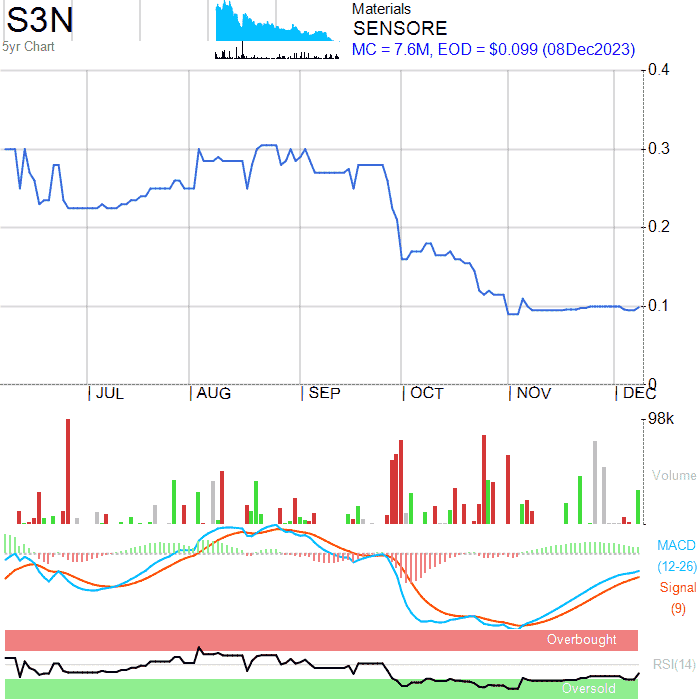 S3N
5yr Chart
Materials
SENSORE
MC = 7.6M, EOD = $0.099 (08Dec2023)
0.4
0.3
0.2
0.1
0
JUL
AUG
SEP
OCT
NOV
DEC
98k
Volume
MACD
(12-26)
Signal
(9)
Overbought
RSI(14)
Oversold